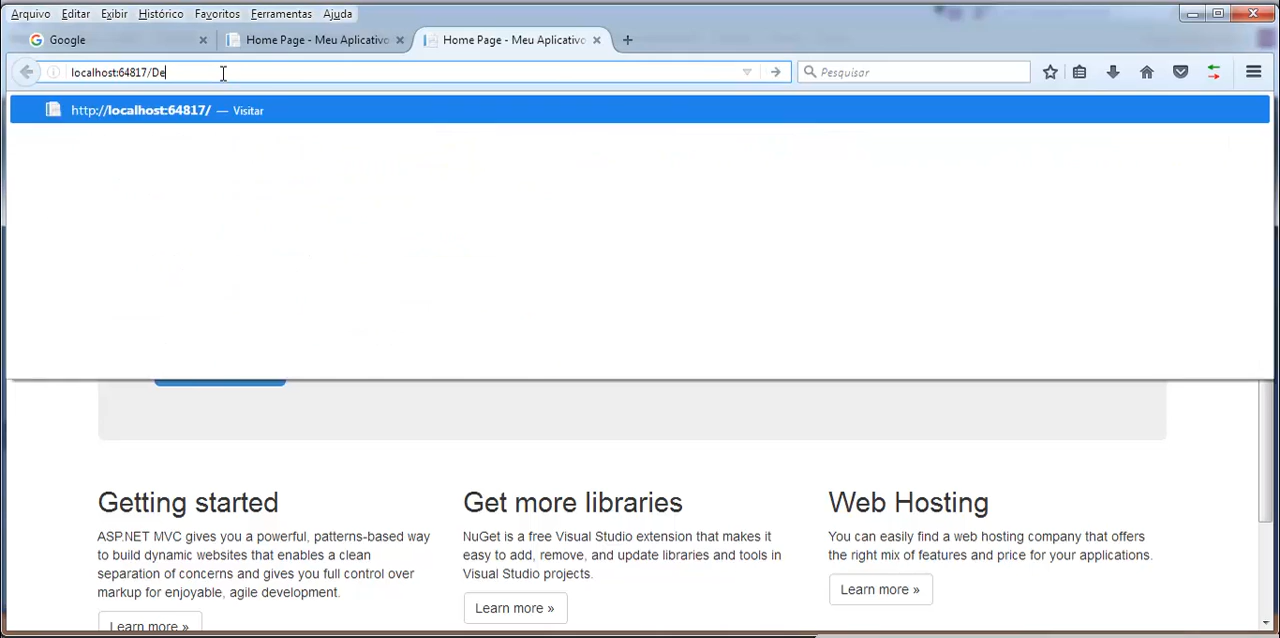 Arquivo Editar Exibir Histórico Favoritos Ferramentas Ajuda
Google Home Page - Meu Aplicativo Home Page - Meu Aplicativo
localhost:64817/De Pesquisar
http://localhost:64817/ — Visitar
Getting started Get more libraries Web Hosting
ASP.NET MVC gives you a powerful, patterns-based way
to build dynamic websites that enables a clean
separation of concerns and gives you full control over
markup for enjoyable, agile development.
Learn more »
NuGet is a free Visual Studio extension that makes it
easy to add, remove, and update libraries and tools in
Visual Studio projects.
Learn more »
You can easily find a web hosting company that offers
the right mix of features and price for your applications.
Learn more »